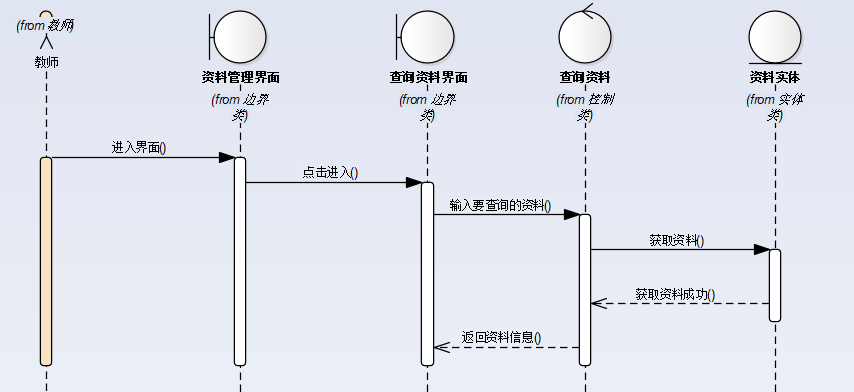 (from 教师)
教师
资料管理界面
(from 边界
类)
查询资料界面
(from 边界
类)
查询资料
(from 控制
类)
资料实体
(from 实体
类)
进入界面()
点击进入()
输入要查询的资料()
获取资料()
获取资料成功()
返回资料信息()